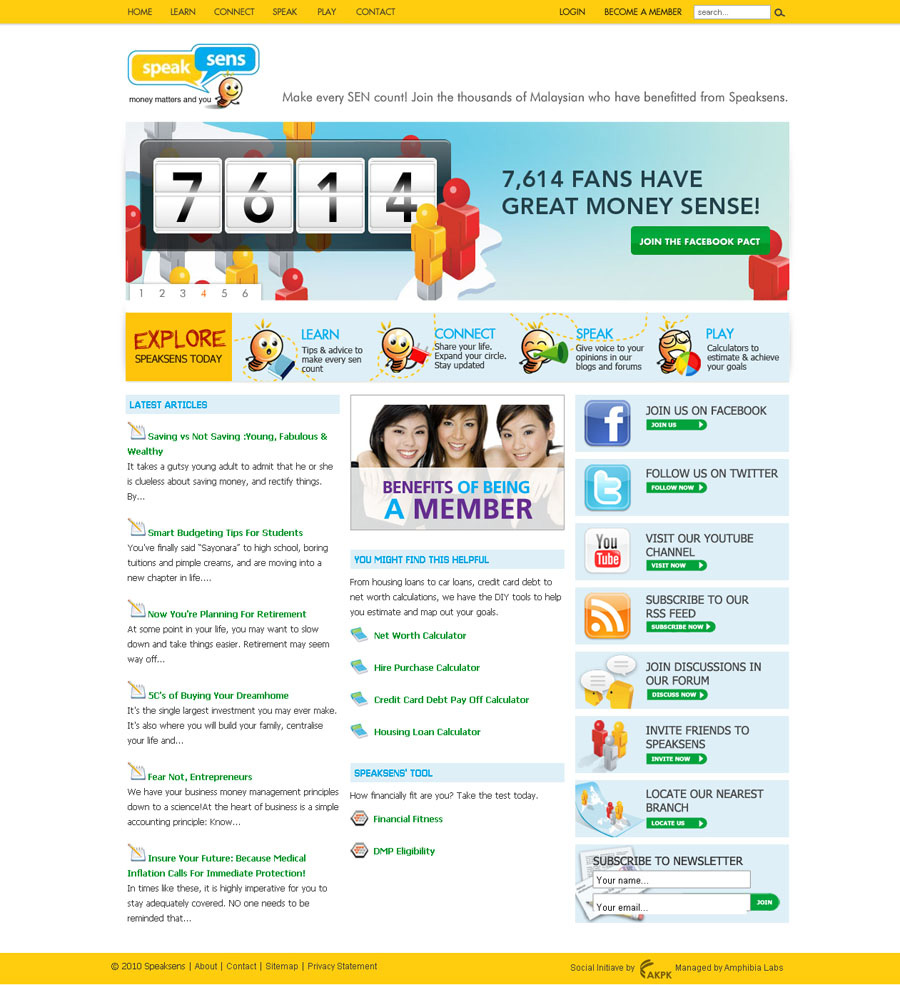 HOME LEARN CONNECT SPEAK PLAY CONTACT LOGIN BECOME A MEMBER search...
speak sens
money matters and you
Make every SEN count! Join the thousands of Malaysian who have benefitted from Speaksens.
7 6 1 4
7,614 FANS HAVE
GREAT MONEY SENSE!
JOIN THE FACEBOOK PACT
1 2 3 4 5 6
EXPLORE
SPEAKSENS TODAY
LEARN
Tips & advice to
make every sen
count
CONNECT
Share your life.
Expand your circle.
Stay updated
SPEAK
Give voice to your
opinions in our
blogs and forums
PLAY
Calculators to
estimate & achieve
your goals
LATEST ARTICLES
Saving vs Not Saving :Young, Fabulous &
Wealthy
It takes a gutsy young adult to admit that he or she
is clueless about saving money, and rectify things.
By...
Smart Budgeting Tips For Students
You've finally said “Sayonara” to high school, boring
tuitions and pimple creams, and are moving into a
new chapter in life....
Now You're Planning For Retirement
At some point in your life, you may want to slow
down and take things easier. Retirement may seem
way off...
5C's of Buying Your Dreamhome
It's the single largest investment you may ever make.
It's also where you will build your family, centralise
your life and...
Fear Not, Entrepreneurs
We have your business money management principles
down to a science!At the heart of business is a simple
accounting principle: Know...
Insure Your Future: Because Medical
Inflation Calls For Immediate Protection!
In times like these, it is highly imperative for you to
stay adequately covered. NO one needs to be
reminded that...
BENEFITS OF BEING
A MEMBER
YOU MIGHT FIND THIS HELPFUL
From housing loans to car loans, credit card debt to
net worth calculations, we have the DIY tools to help
you estimate and map out your goals.
Net Worth Calculator
Hire Purchase Calculator
Credit Card Debt Pay Off Calculator
Housing Loan Calculator
SPEAKSENS' TOOL
How financially fit are you? Take the test today.
Financial Fitness
DMP Eligibility
f
JOIN US ON FACEBOOK
JOIN US
t
FOLLOW US ON TWITTER
FOLLOW NOW
You
Tube
VISIT OUR YOUTUBE
CHANNEL
VISIT NOW
SUBSCRIBE TO OUR
RSS FEED
SUBSCRIBE NOW
JOIN DISCUSSIONS IN
OUR FORUM
DISCUSS NOW
INVITE FRIENDS TO
SPEAKSENS
INVITE NOW
LOCATE OUR NEAREST
BRANCH
LOCATE US
SUBSCRIBE TO NEWSLETTER
Your name...
Your email...
JOIN
© 2010 Speaksens | About | Contact | Sitemap | Privacy Statement
Social Initiave by AKPK Managed by Amphibia Labs